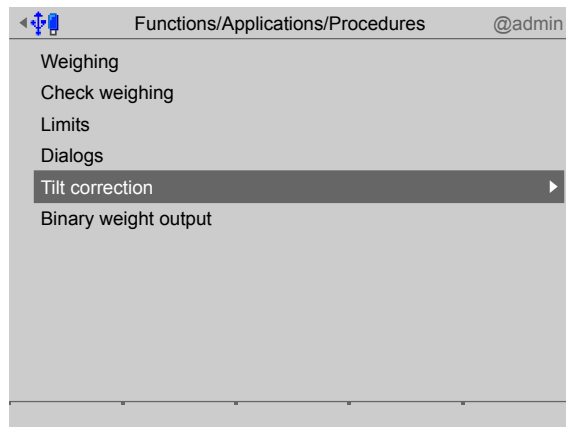 Functions/Applications/Procedures @admin
Weighing
Check weighing
Limits
Dialogs
Tilt correction
Binary weight output